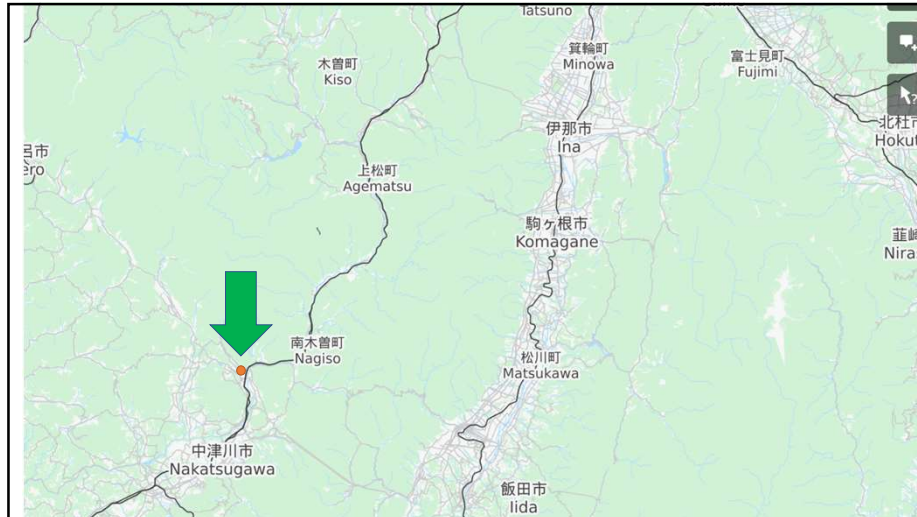 Tatsuno
箕輪町
Minowa
富士見町
Fujimi
木曽町
Kiso
伊那市
Ina
北杜市
Hokut
呂市
ero
上松町
Agematsu
駒ヶ根市
Komagane
韮崎
Niras
南木曽町
Nagiso
松川町
Matsukawa
中津川市
Nakatsugawa
飯田市
Iida